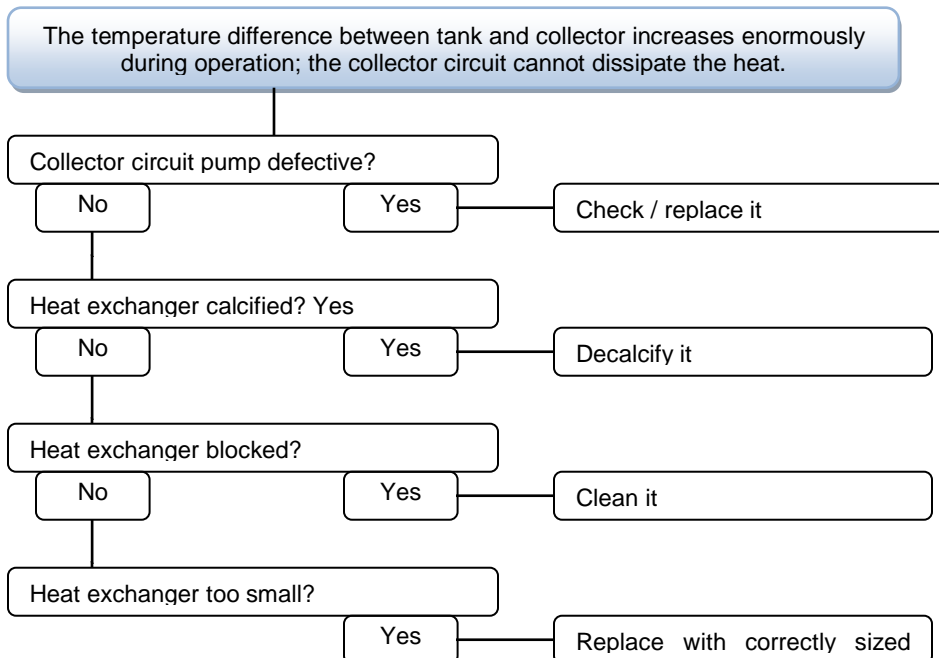 The temperature difference between tank and collector increases enormously
during operation; the collector circuit cannot dissipate the heat.
Collector circuit pump defective?
No
Yes
Check / replace it
Heat exchanger calcified? Yes
No
Yes
Decalcify it
Heat exchanger blocked?
No
Yes
Clean it
Heat exchanger too small?
Yes
Replace with correctly sized